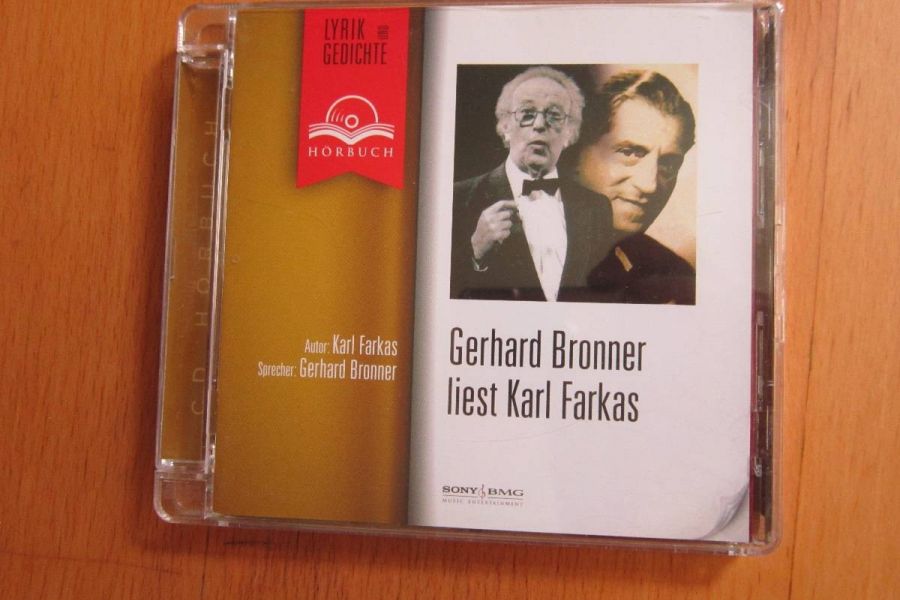 LYRIK UND
GEDICHTE
HÖRBUCH
CD HÖRBUCH
Autor: Karl Farkas
Sprecher: Gerhard Bronner
Gerhard Bronner
liest Karl Farkas
SONY BMG
MUSIC ENTERTAINMENT